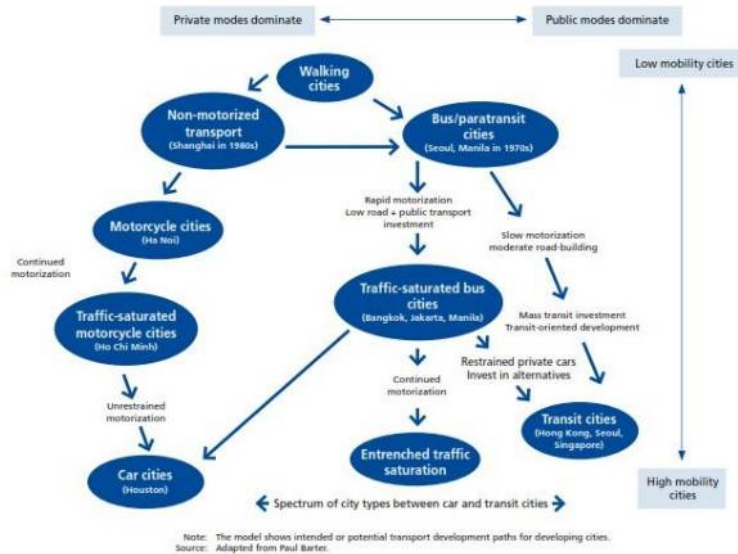 Private modes dominate
Public modes dominate
Low mobility cities
Walking
cities
Non-motorized
transport
(Shanghai in 1980s)
Bus/paratransit
cities
(Seoul, Manila in 1970s)
Rapid motorization
Low road + public transport
investment
Motorcycle cities
(Ha Noi)
Slow motorization
moderate road-building
Continued
motorization
Traffic-saturated
motorcycle cities
(Ho Chi Minh)
Traffic-saturated bus
cities
(Bangkok, Jakarta, Manila)
Mass transit investment
Transit-oriented development
Restrained private cars
Invest in alternatives
Continued
motorization
Unrestrained
motorization
Transit cities
(Hong Kong, Seoul,
Singapore)
Entrenched traffic
saturation
Car cities
(Houston)
High mobility
cities
Spectrum of city types between car and transit cities
Note: The model shows intended or potential transport development paths for developing cities.
Source: Adapted from Paul Barter.